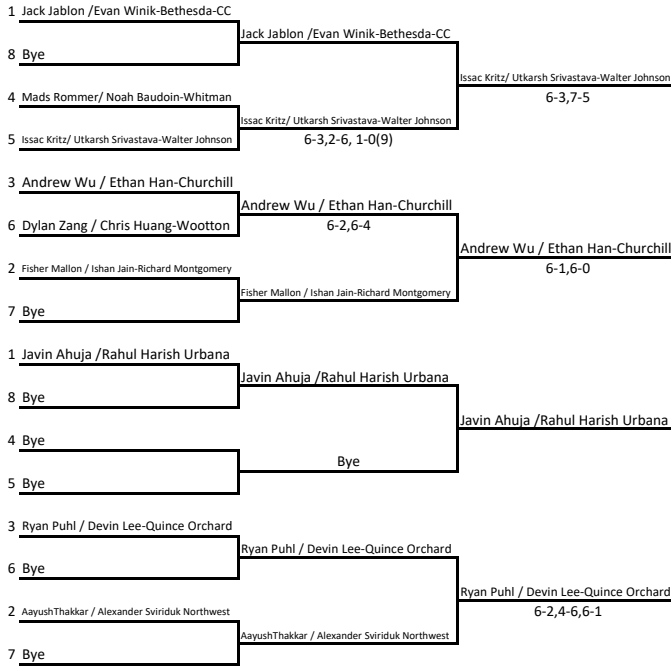 1 Jack Jablon /Evan Winik-Bethesda-CC
Jack Jablon /Evan Winik-Bethesda-CC
8 Bye
Issac Kritz/ Utkarsh Srivastava-Walter Johnson
6-3,7-5
4 Mads Rommer/ Noah Baudoin-Whitman
Issac Kritz/ Utkarsh Srivastava-Walter Johnson
5 Issac Kritz/ Utkarsh Srivastava-Walter Johnson
6-3,2-6, 1-0(9)
3 Andrew Wu / Ethan Han-Churchill
Andrew Wu / Ethan Han-Churchill
6 Dylan Zang / Chris Huang-Wootton
6-2,6-4
Andrew Wu / Ethan Han-Churchill
6-1,6-0
2 Fisher Mallon / Ishan Jain-Richard Montgomery
Fisher Mallon / Ishan Jain-Richard Montgomery
7 Bye
1 Javin Ahuja /Rahul Harish Urbana
Javin Ahuja /Rahul Harish Urbana
8 Bye
Javin Ahuja /Rahul Harish Urbana
4 Bye
Bye
5 Bye
3 Ryan Puhl / Devin Lee-Quince Orchard
Ryan Puhl / Devin Lee-Quince Orchard
6 Bye
Ryan Puhl / Devin Lee-Quince Orchard
6-2,4-6,6-1
2 AayushThakkar / Alexander Sviriduk Northwest
AayushThakkar / Alexander Sviriduk Northwest
7 Bye